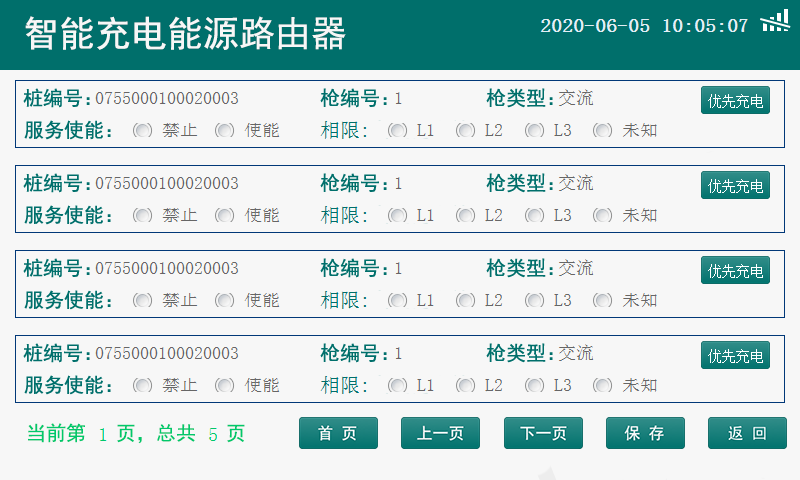 智能充电能源路由器 2020-06-05 10:05:07
桩编号:0755000100020003 枪编号:1 枪类型:交流 优先充电
服务使能: 禁止 使能 相限: L1 L2 L3 未知
桩编号:0755000100020003 枪编号:1 枪类型:交流 优先充电
服务使能: 禁止 使能 相限: L1 L2 L3 未知
桩编号:0755000100020003 枪编号:1 枪类型:交流 优先充电
服务使能: 禁止 使能 相限: L1 L2 L3 未知
桩编号:0755000100020003 枪编号:1 枪类型:交流 优先充电
服务使能: 禁止 使能 相限: L1 L2 L3 未知
当前第 1 页，总共 5 页 首 页 上一页 下一页 保 存 返 回